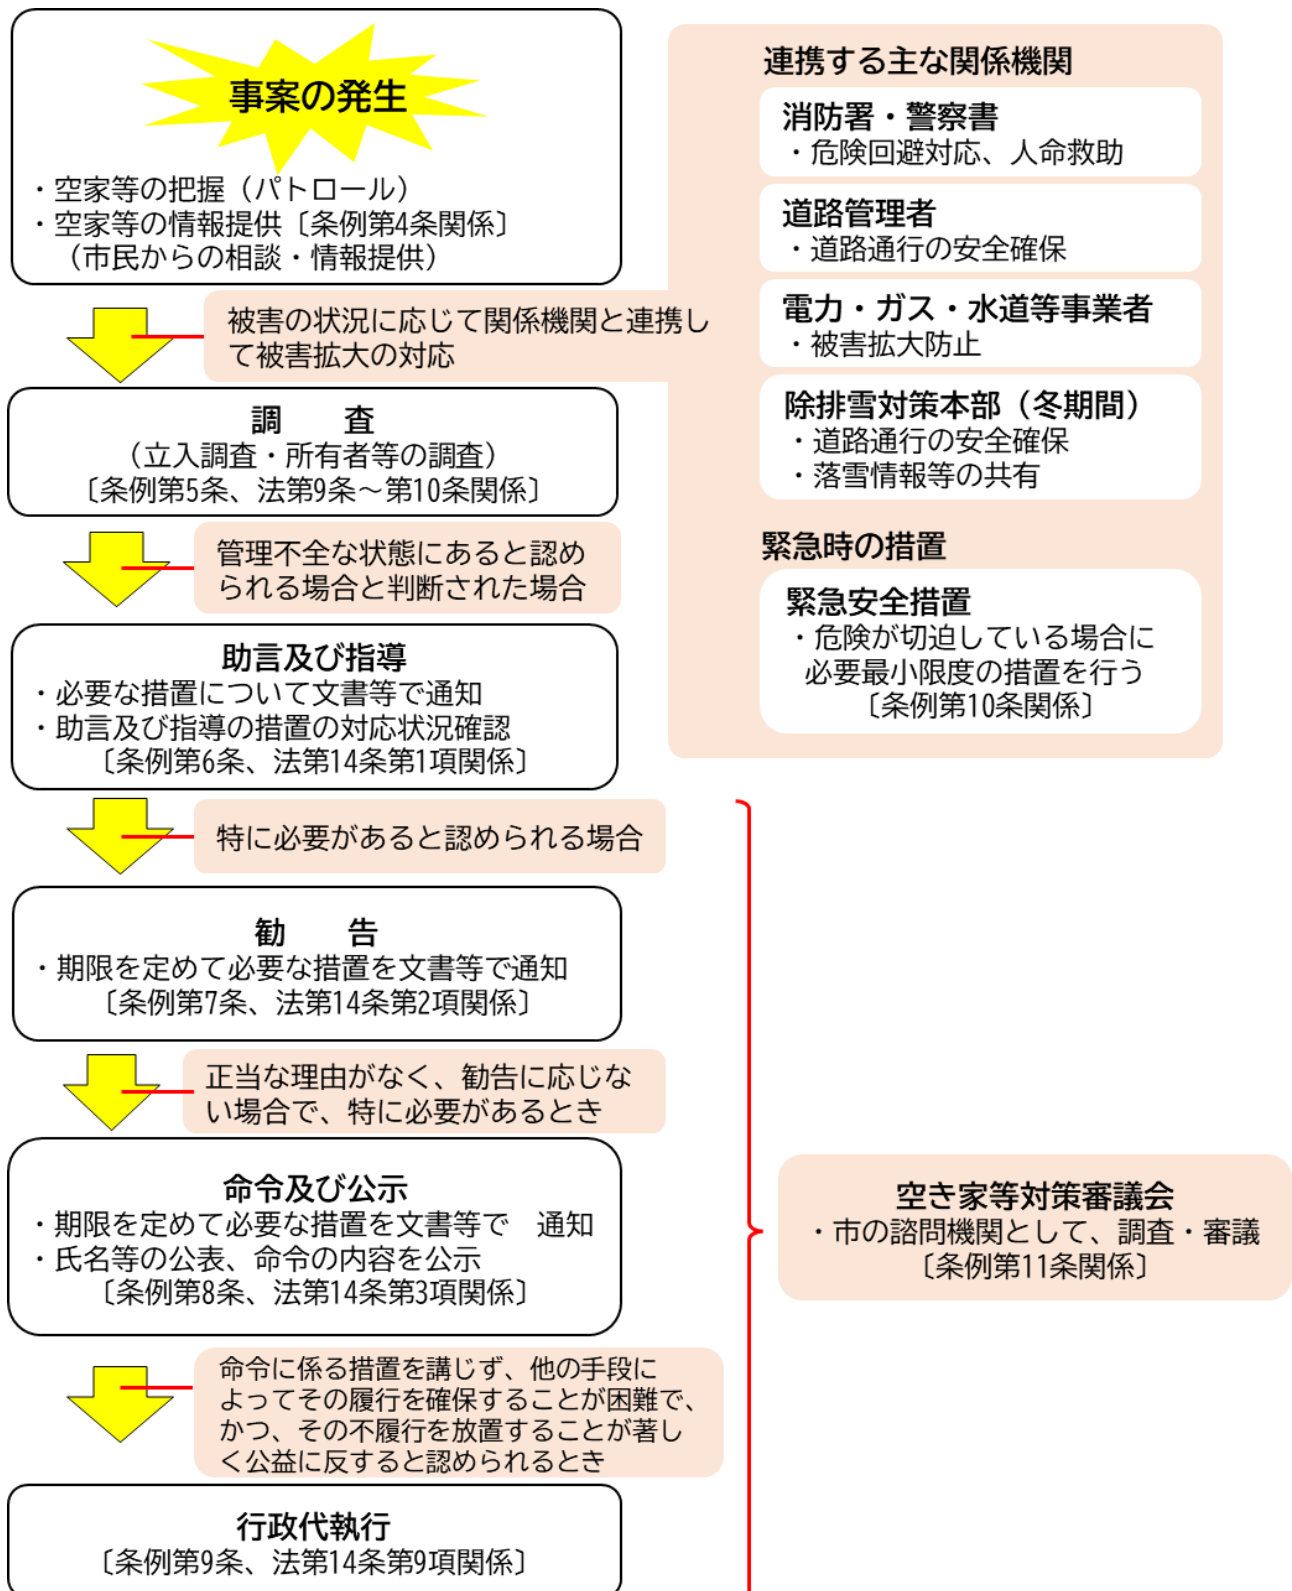 事案の発生
・空家等の把握（パトロール）
・空家等の情報提供〔条例第4条関係〕
（市民からの相談・情報提供）
被害の状況に応じて関係機関と連携し
て被害拡大の対応
調　　査
（立入調査・所有者等の調査）
〔条例第5条、法第9条～第10条関係〕
管理不全な状態にあると認め
られる場合と判断された場合
助言及び指導
・必要な措置について文書等で通知
・助言及び指導の措置の対応状況確認
〔条例第6条、法第14条第1項関係〕
特に必要があると認められる場合
勧　　告
・期限を定めて必要な措置を文書等で通知
〔条例第7条、法第14条第2項関係〕
正当な理由がなく、勧告に応じな
い場合で、特に必要があるとき
命令及び公示
・期限を定めて必要な措置を文書等で　通知
・氏名等の公表、命令の内容を公示
〔条例第8条、法第14条第3項関係〕
命令に係る措置を講じず、他の手段に
よってその履行を確保することが困難で、
かつ、その不履行を放置することが著し
く公益に反すると認められるとき
行政代執行
〔条例第9条、法第14条第9項関係〕
連携する主な関係機関
消防署・警察書
・危険回避対応、人命救助
道路管理者
・道路通行の安全確保
電力・ガス・水道等事業者
・被害拡大防止
除排雪対策本部（冬期間）
・道路通行の安全確保
・落雪情報等の共有
緊急時の措置
緊急安全措置
・危険が切迫している場合に
必要最小限度の措置を行う
〔条例第10条関係〕
空き家等対策審議会
・市の諮問機関として、調査・審議
〔条例第11条関係〕